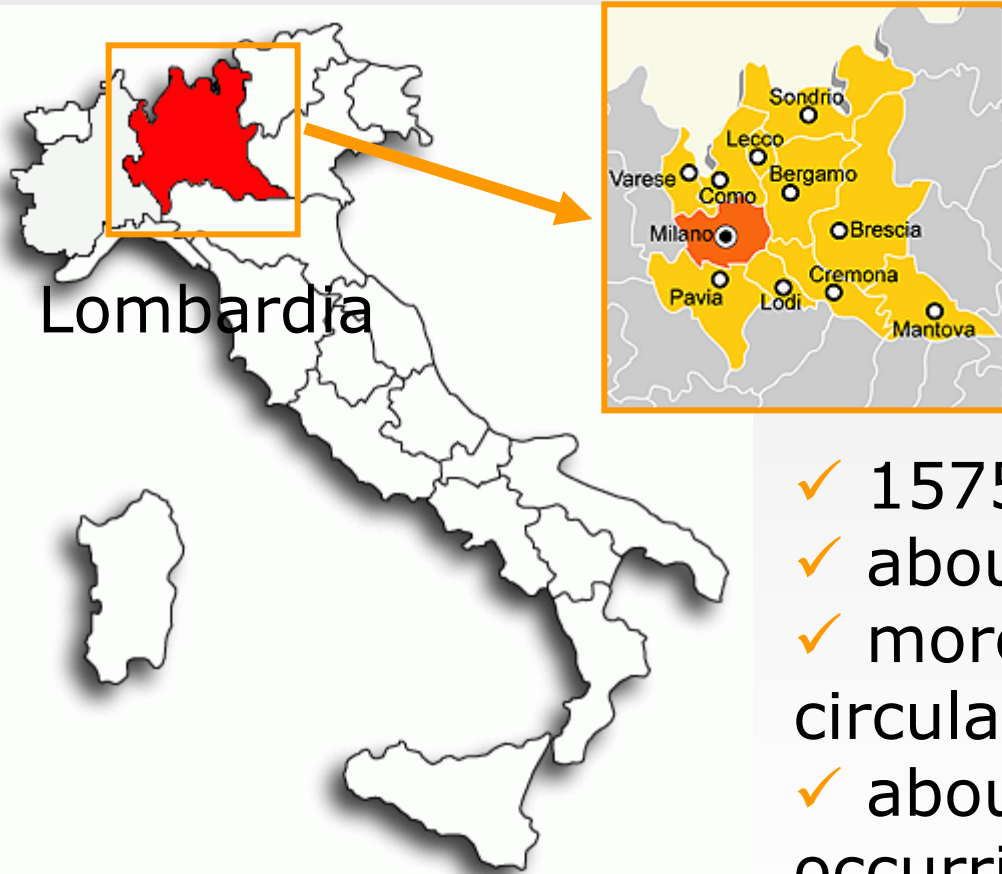 Sondrio
Lecco
Varese
Como
Bergamo
Milano
Brescia
Pavia
Lodi
Cremona
Mantova
Lombardia
✓ 1575
✓ abou
✓ more
circula
✓ abou